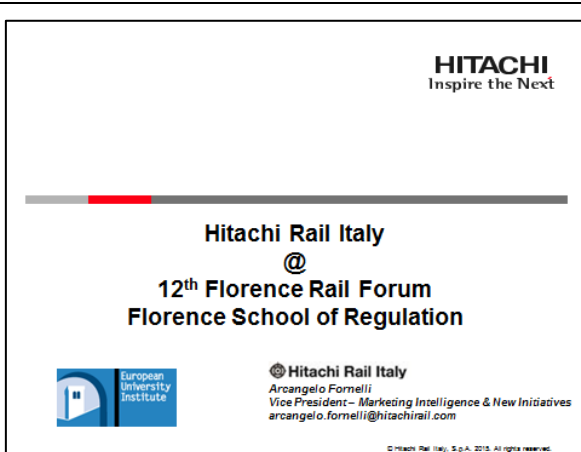 HITACHI
Inspire the Next
Hitachi Rail Italy
@
12th Florence Rail Forum
Florence School of Regulation
European
University
Institute
Hitachi Rail Italy
Arcangelo Fornelli
Vice President – Marketing Intelligence & New Initiatives
arcangelo.fornelli@hitachirail.com
© Hitachi Rail Italy, S.p.A. 2016. All rights reserved.